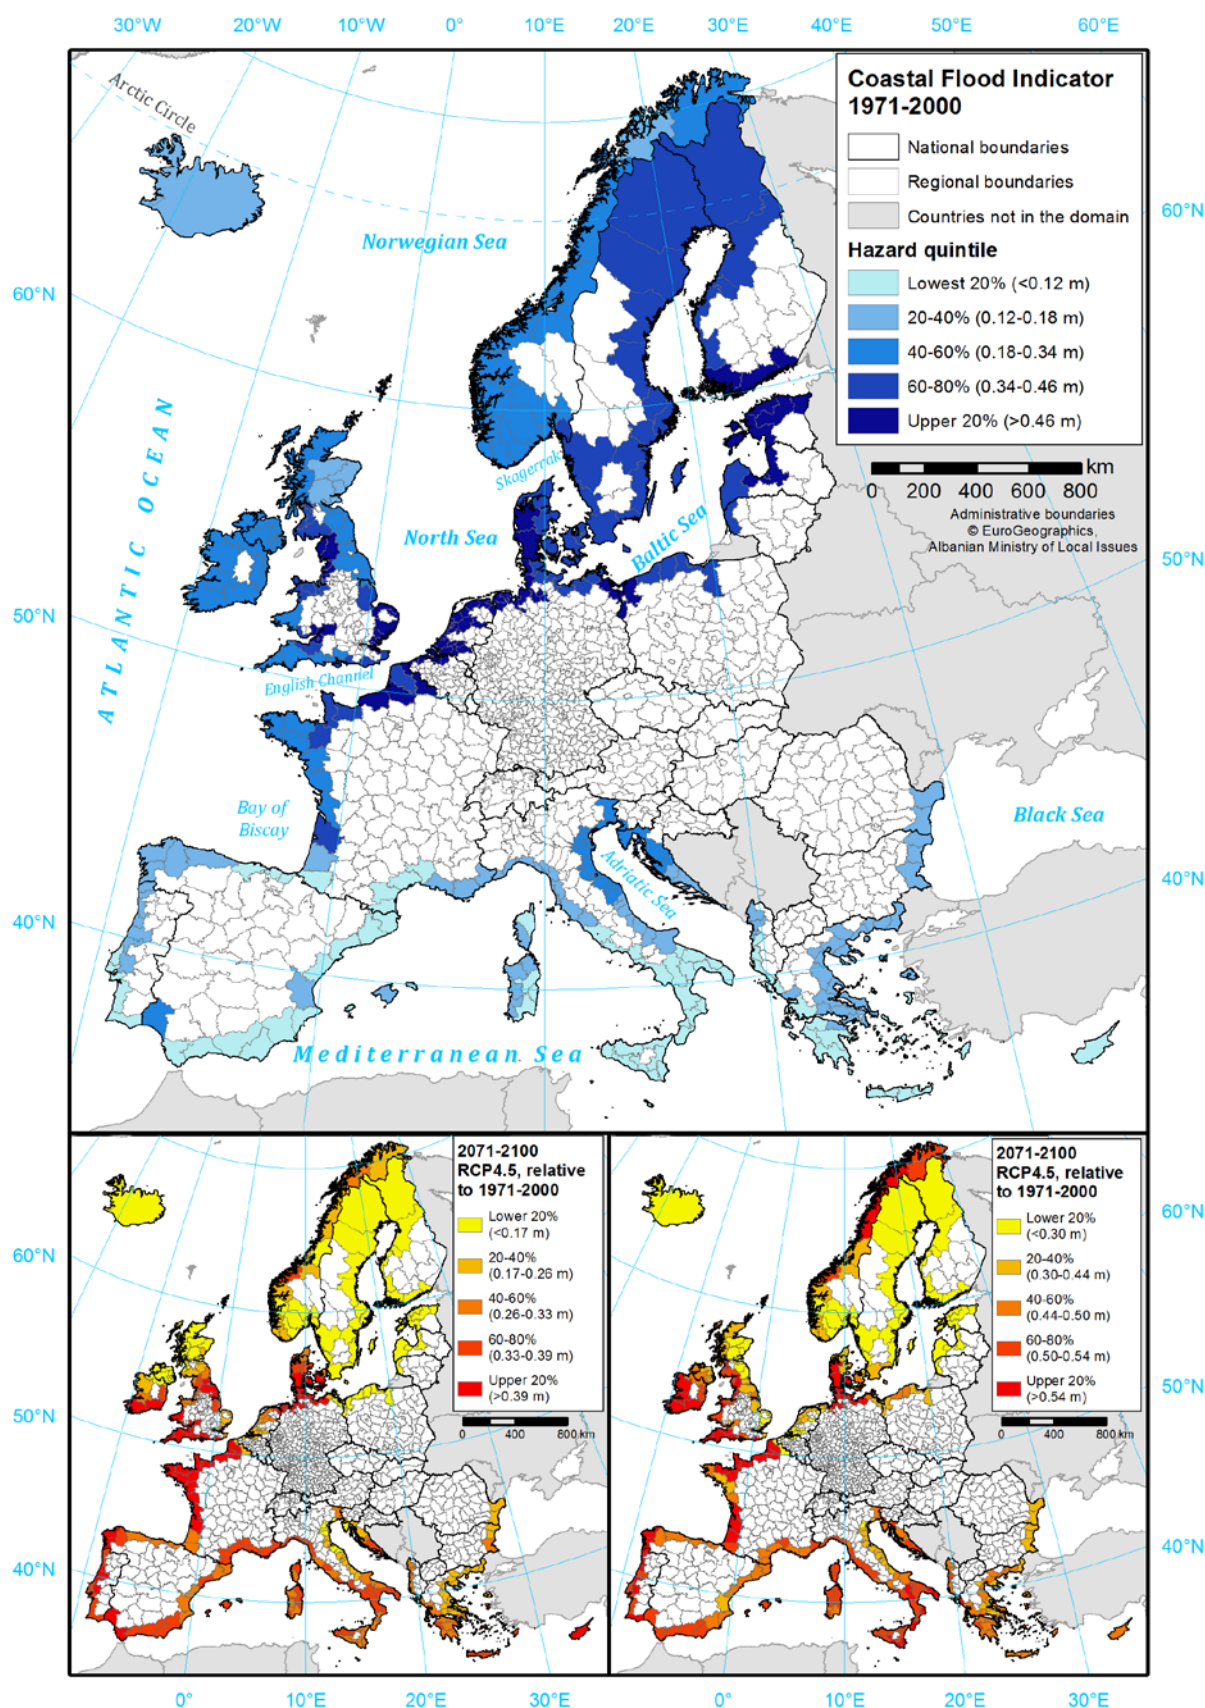 30°W 20°W 10°W 0° 10°E 20°E 30°E 40°E 50°E 60°E
Arctic Circle
Coastal Flood Indicator
1971-2000
National boundaries
Regional boundaries
Countries not in the domain
Hazard quintile
Lowest 20% (<0.12 m)
20-40% (0.12-0.18 m)
40-60% (0.18-0.34 m)
60-80% (0.34-0.46 m)
Upper 20% (>0.46 m)
km
0 200 400 600 800
Administrative boundaries
© EuroGeographics,
Albanian Ministry of Local Issues
60°N
60°N
50°N
50°N
40°N
40°N
Norwegian Sea
ATLANTIC OCEAN
Skagerrak
North Sea
Baltic Sea
English Channel
Bay of
Biscay
Adriatic Sea
Black Sea
Mediterranean Sea
2071-2100
RCP4.5, relative
to 1971-2000
Lower 20%
(<0.17 m)
20-40%
(0.17-0.26 m)
40-60%
(0.26-0.33 m)
60-80%
(0.33-0.39 m)
Upper 20%
(>0.39 m)
0 400 800 km
2071-2100
RCP4.5, relative
to 1971-2000
Lower 20%
(<0.30 m)
20-40%
(0.30-0.44 m)
40-60%
(0.44-0.50 m)
60-80%
(0.50-0.54 m)
Upper 20%
(>0.54 m)
0 400 800 km
60°N
60°N
50°N
50°N
40°N
40°N
0° 10°E 20°E 30°E 0° 10°E 20°E 30°E